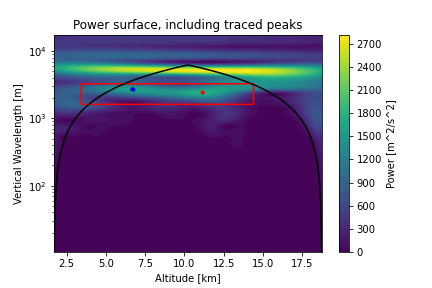 Power surface, including traced peaks
10⁴
10³
10²
Vertical Wavelength [m]
2.5 5.0 7.5 10.0 12.5 15.0 17.5
Altitude [km]
2700
2400
2100
1800
1500
1200
900
600
300
0
Power [m^2/s^2]